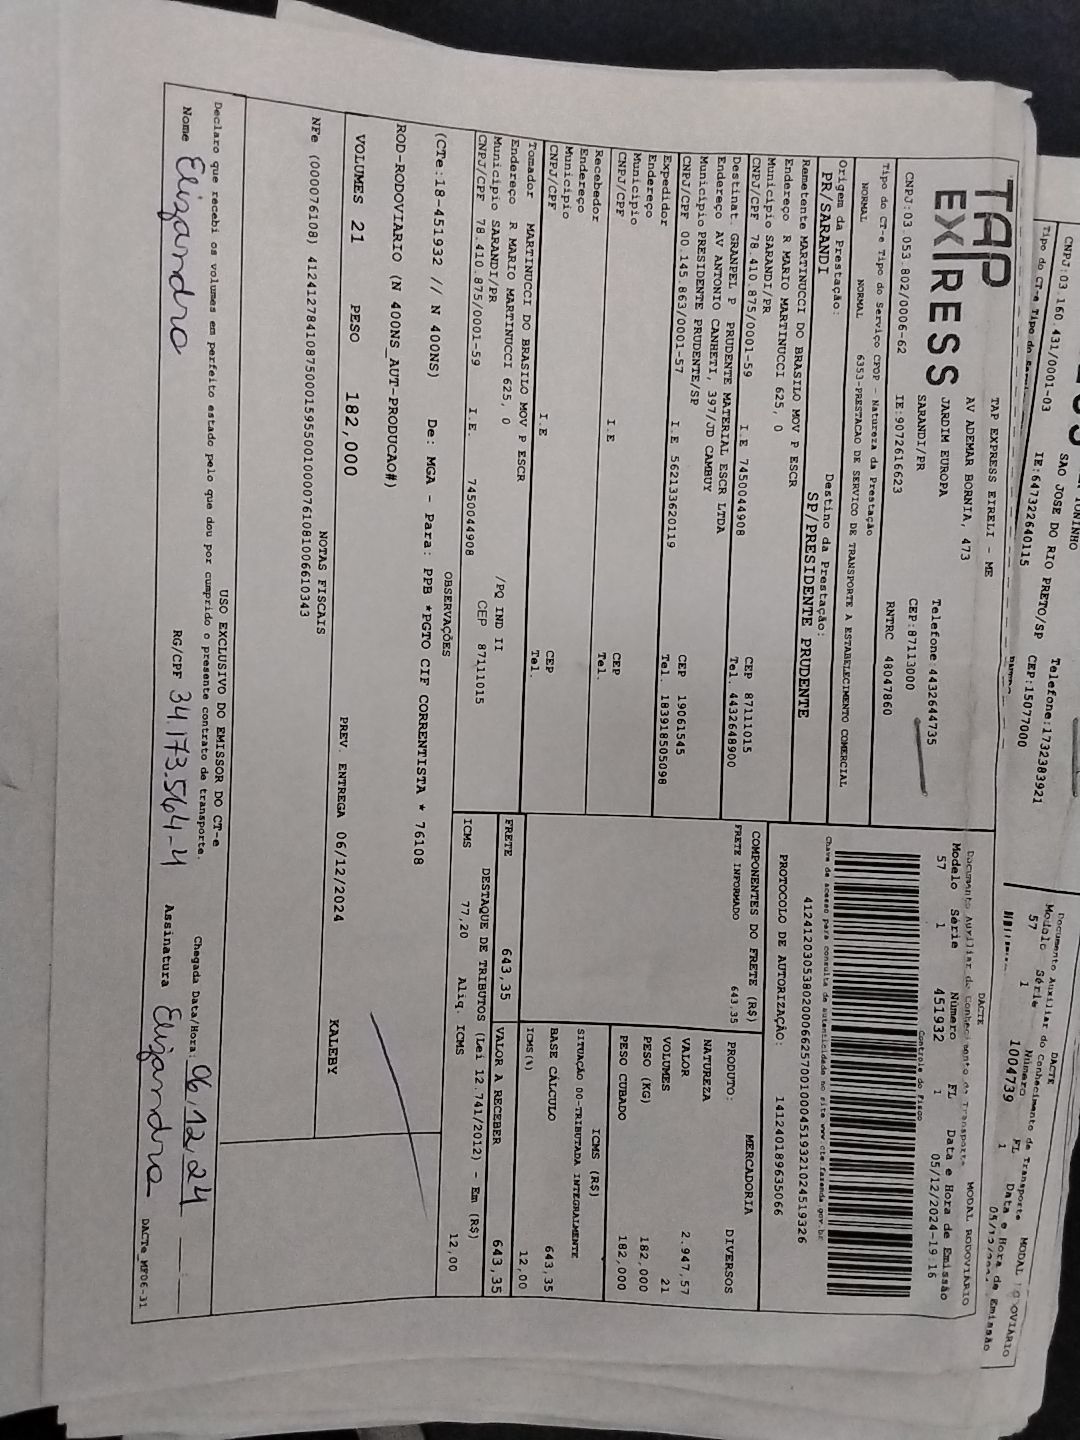 CNPJ:03.160.431/0001-03
SAO JOSE DO RIO PRETO/SP
Telefone:1732383921
IE:647322640115
CEP:15077000
Tipo do CT-e Tipo do
DACTE
Documento Auxiliar do Conhecimento de Transporte
Modelo Série Número FL Data e Hora de Emissão
57 1 1004739 1
TAP EXPRESS
TAP EXPRESS EIRELI - ME
AV ADEMAR BORNIA, 473
Telefone:4432644735
JARDIM EUROPA
CEP:87113000
SARANDI/PR
CNPJ:03.053.802/0006-62
IE:9072616623
RNTRC 48047860
Tipo do CT-e Tipo do Serviço CFOP - Natureza da Prestação
NORMAL NORMAL 6353-PRESTACAO DE SERVICO DE TRANSPORTE A ESTABELECIMENTO COMERCIAL
Origem da Prestação: Destino da Prestação:
PR/SARANDI SP/PRESIDENTE PRUDENTE
DACTE
Documento Auxiliar de Conhecimento de Transporte MODAL RODOVIÁRIO
Modelo Série Número FL Data e Hora de Emissão
57 1 451932 1 05/12/2024-19:16
Controle do Fisco
Chave de acesso para consulta de autenticidade no site www.cte.fazenda.gov.br
41241203053802000662570010004519321024519326
PROTOCOLO DE AUTORIZAÇÃO: 141240189635066
Remetente MARTINUCCI DO BRASILO MOV P ESCR
Endereço R MARIO MARTINUCCI 625, 0
Município SARANDI/PR CEP 87111015
CNPJ/CPF 78.410.875/0001-59 I.E 7450044908 Tel. 4432648900
Destinat. GRANPEL P PRUDENTE MATERIAL ESCR LTDA
Endereço AV ANTONIO CANHETI, 397/JD CAMBUY
Município PRESIDENTE PRUDENTE/SP CEP 19061545
CNPJ/CPF 00.145.863/0001-57 I.E 562133620119 Tel. 183918505098
Expedidor
Endereço
Município CEP
CNPJ/CPF I.E Tel.
Recebedor
Endereço
Município CEP
CNPJ/CPF I.E Tel.
Tomador MARTINUCCI DO BRASILO MOV P ESCR
Endereço R MARIO MARTINUCCI 625, 0 /PQ IND II
Município SARANDI/PR CEP 87111015
CNPJ/CPF 78.410.875/0001-59 I.E. 7450044908
COMPONENTES DO FRETE (R$)
FRETE INFORMADO 643,35
FRETE 643,35
PRODUTO: MERCADORIA DIVERSOS
NATUREZA
VALOR 2.947,57
VOLUMES 21
PESO (KG) 182,000
PESO CUBADO 182,000
ICMS (R$)
SITUAÇÃO 00-TRIBUTADA INTEGRALMENTE
BASE CÁLCULO 643,35
ICMS(%) 12,00
VALOR A RECEBER 643,35
DESTAQUE DE TRIBUTOS (Lei 12.741/2012) - Em (R$)
ICMS 77,20 Aliq. ICMS 12,00
OBSERVAÇÕES
(CTe:18-451932 // N 400NS) De: MGA - Para: PPB *PGTO CIF CORRENTISTA * 76108
ROD-RODOVIARIO (N 400NS_AUT-PRODUCAO#)
VOLUMES 21 PESO 182,000 PREV. ENTREGA 06/12/2024 KALEBY
NOTAS FISCAIS
NFe (000076108) 41241278410875000159550010000761081006610343
USO EXCLUSIVO DO EMISSOR DO CT-e
Declaro que recebi os volumes em perfeito estado pelo que dou por cumprido o presente contrato de transporte.
Chegada Data/Hora: 06,12,24
Nome Elizandro RG/CPF 34.173.564-4 Assinatura Elizandro
DACTe_MF06-31